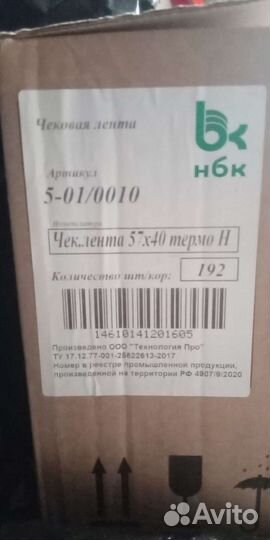 Чековая лента
нбк
Артикул
5-01/0010
Номенклатура
Чек.лента 57х40 термо Н
Количество шт/кор: 192
14610141201605
Произведено ООО "Технология Про"
ТУ 17.12.77-001-25622613-2017
Номер в реестре промышленной продукции,
произведенной на территории РФ 4907/9/2020
Avito